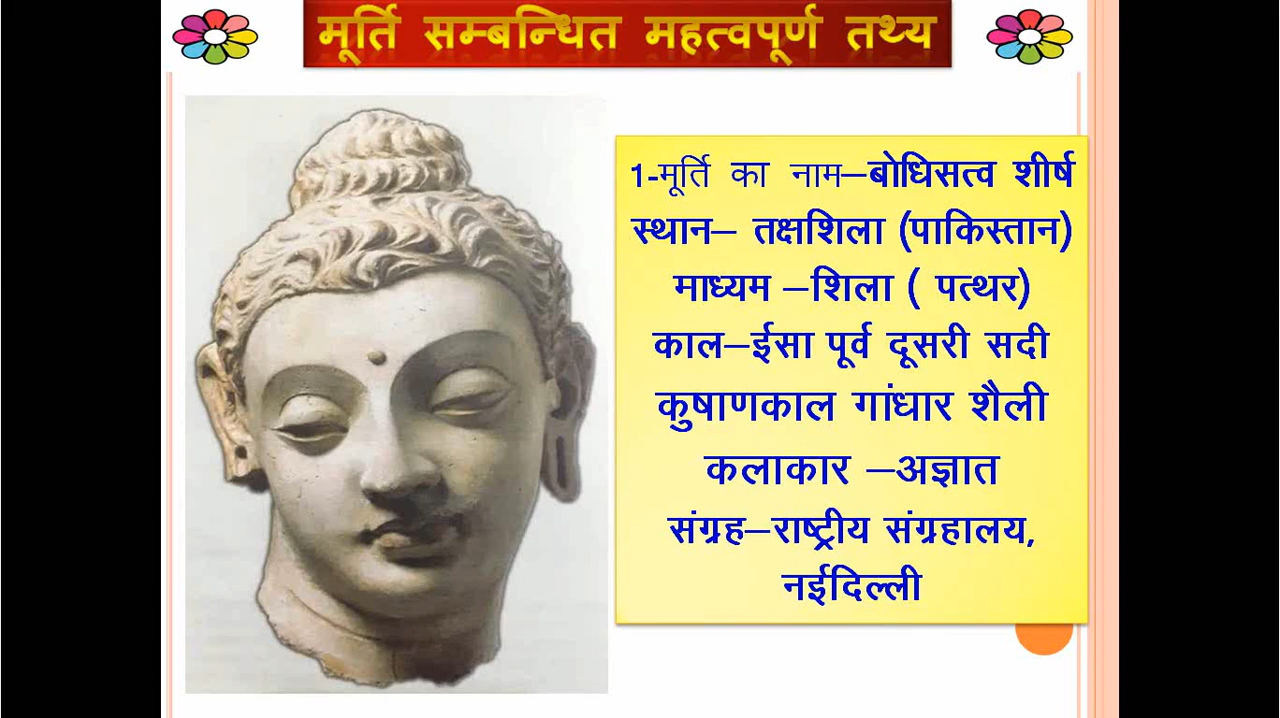 मूर्ति सम्बन्धित महत्वपूर्ण तथ्य
1-मूर्ति का नाम–बोधिसत्व शीर्ष
स्थान– तक्षशिला (पाकिस्तान)
माध्यम –शिला ( पत्थर)
काल–ईसा पूर्व दूसरी सदी
कुषाणकाल गांधार शैली
कलाकार –अज्ञात
संग्रह–राष्ट्रीय संग्रहालय,
नईदिल्ली